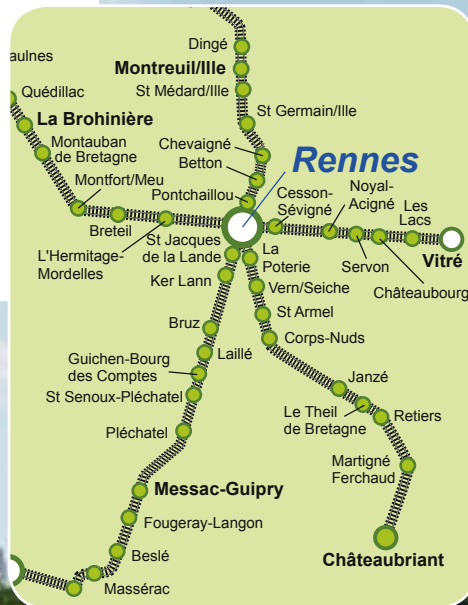 Dingé
Montreuil/Ille
aulnes
St Médard/Ille
Quédillac
St Germain/Ille
La Brohinière
Chevaigné
Montauban
de Bretagne
Betton
Rennes
Montfort/Meu
Pontchaillou
Cesson-
Sévigné
Noyal-
Acigné
Les
Lacs
Breteil
L'Hermitage-
Mordelles
St Jacques
de la Lande
La
Poterie
Servon
Vitré
Ker Lann
Vern/Seiche
Châteaubourg
St Armel
Bruz
Corps-Nuds
Laillé
Guichen-Bourg
des Comptes
Janzé
St Senoux-Pléchatel
Le Theil
de Bretagne
Retiers
Pléchatel
Martigné
Ferchaud
Messac-Guipry
Fougeray-Langon
Beslé
Châteaubriant
Massérac